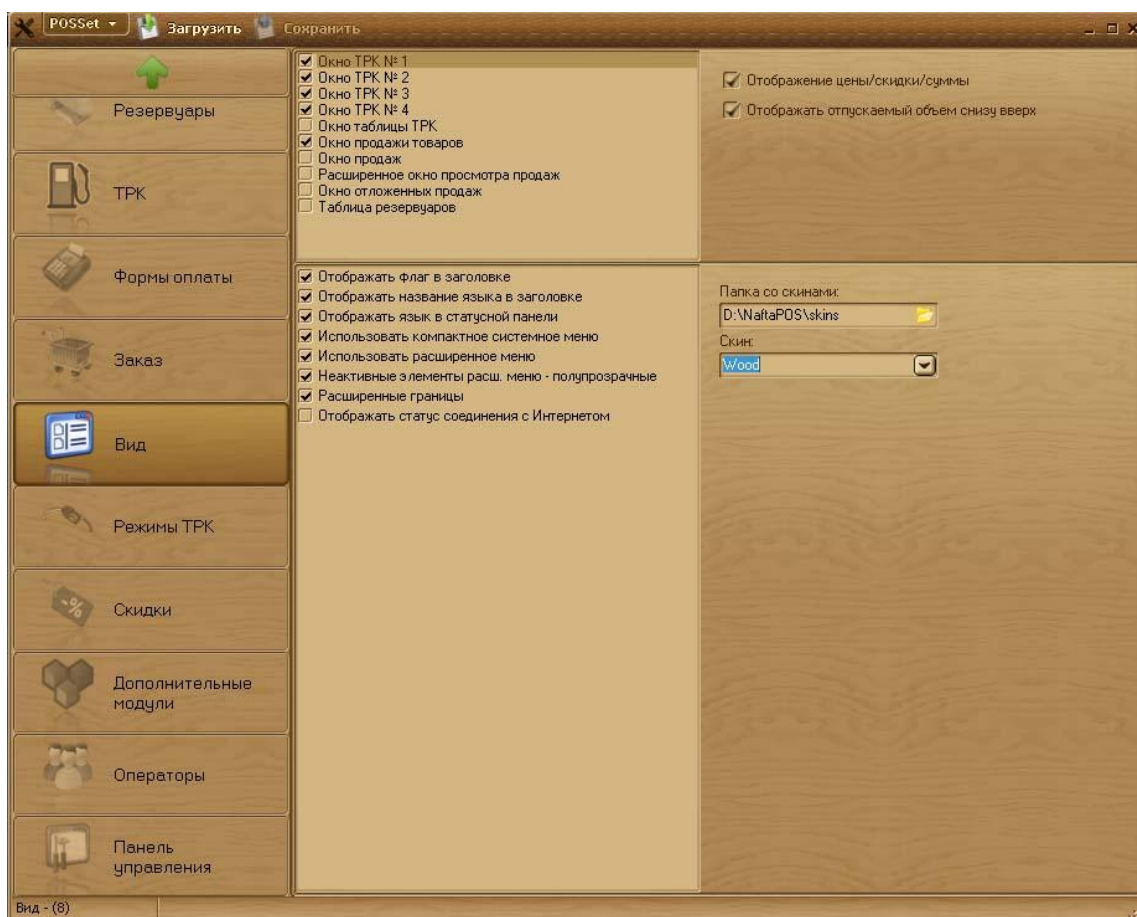 POSSet Загрузить Сохранить
Резервуары
ТРК
Формы оплаты
Заказ
Вид
Режимы ТРК
-%
Скидки
Дополнительные
модули
Операторы
Панель
управления
Окно ТРК № 1
Окно ТРК № 2
Окно ТРК № 3
Окно ТРК № 4
Окно таблицы ТРК
Окно продажи товаров
Окно продаж
Расширенное окно просмотра продаж
Окно отложенных продаж
Таблица резервуаров
Отображение цены/скидки/суммы
Отображать отпускаемый объем снизу вверх
Отображать флаг в заголовке
Отображать название языка в заголовке
Отображать язык в статусной панели
Использовать компактное системное меню
Использовать расширенное меню
Неактивные элементы расш. меню - полупрозрачные
Расширенные границы
Отображать статус соединения с Интернетом
Папка со скинами:
D:\NaftaPOS\skins
Скин:
Wood
Вид - (8)